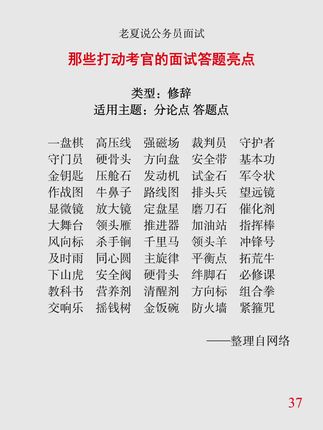 老夏说公务员面试
那些打动考官的面试答题亮点
类型：修辞
适用主题：分论点 答题点
一盘棋 高压线 强磁场 裁判员 守护者
守门员 硬骨头 方向盘 安全带 基本功
金钥匙 压舱石 发动机 试金石 军令状
作战图 牛鼻子 路线图 排头兵 望远镜
显微镜 放大镜 定盘星 磨刀石 催化剂
大舞台 领头雁 推进器 加油站 指挥棒
风向标 杀手锏 千里马 领头羊 冲锋号
及时雨 同心圆 主旋律 平衡点 拓荒牛
下山虎 安全阀 硬骨头 绊脚石 必修课
教科书 营养剂 清醒剂 方向标 组合拳
交响乐 摇钱树 金饭碗 防火墙 紧箍咒
——整理自网络
37